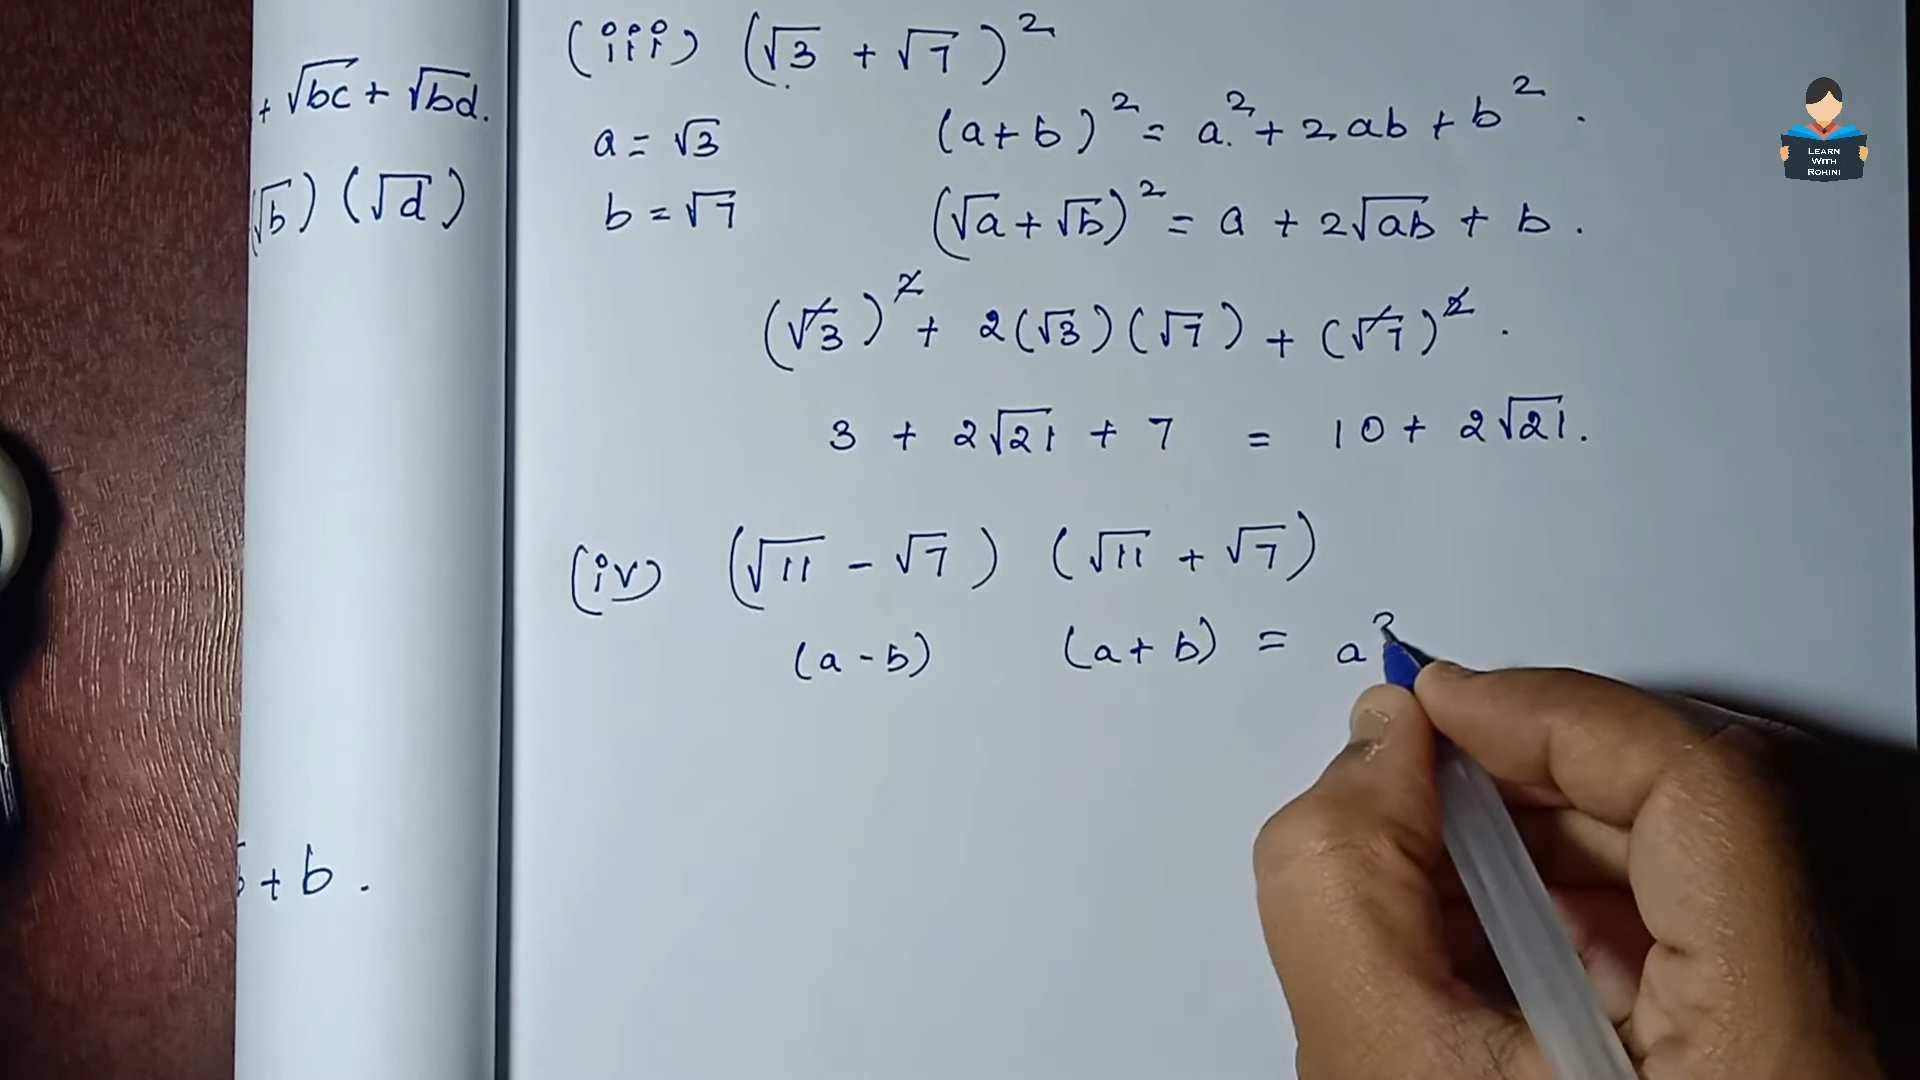 + √bc + √bd.
(√b) (√d)
+ b .
(iii) (√3 + √7)²
a = √3
(a + b)² = a² + 2ab + b² .
b = √7
(√a + √b)² = a + 2√ab + b .
(√3)² + 2(√3)(√7) + (√7)² .
3 + 2√21 + 7 = 10 + 2√21.
(iv) (√11 - √7) (√11 + √7)
(a - b) (a + b) = a²
LEARN
WITH
ROHINI